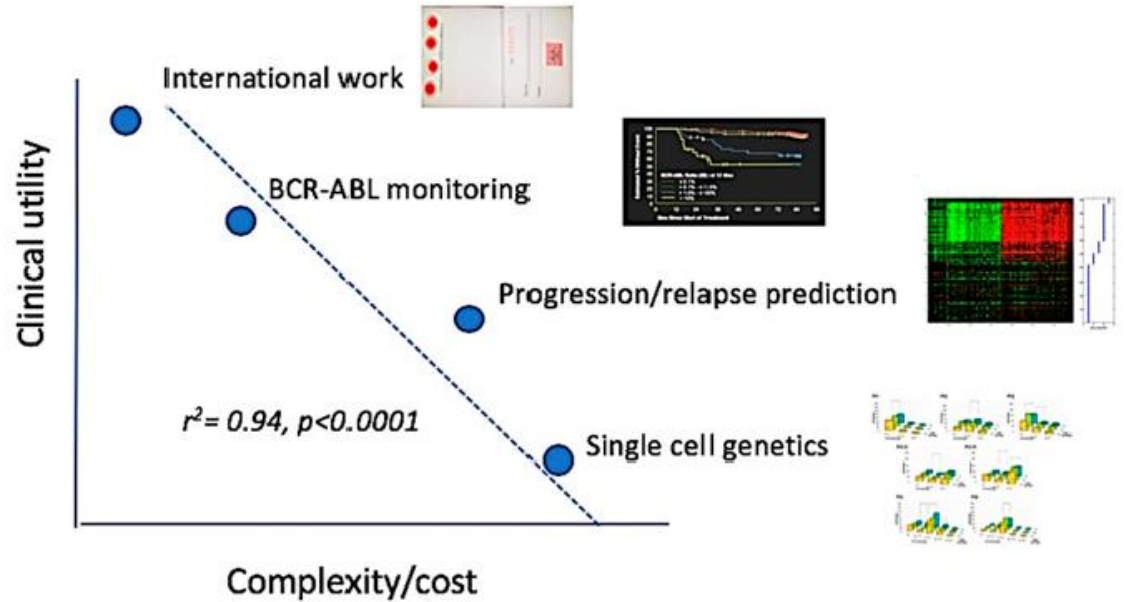 International work
BCR-ABL monitoring
Progression/relapse prediction
Single cell genetics
r²= 0.94, p<0.0001
Clinical utility
Complexity/cost